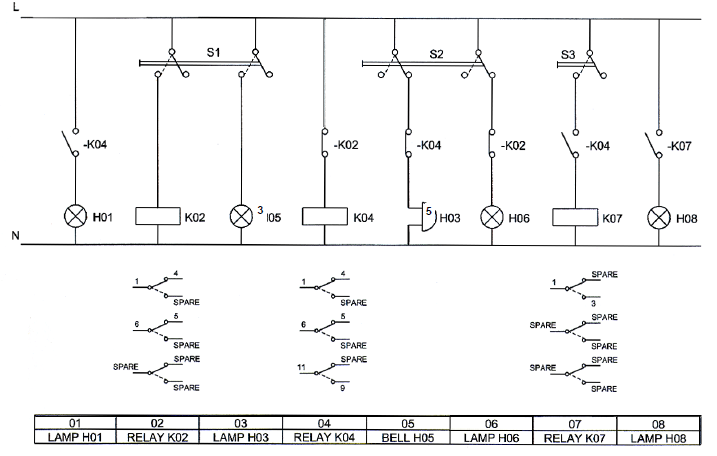 L
S1 S2 S3
-K04 -K02 -K04 -K02 -K04 -K07
H01 K02 3 I05 K04 5 H03 H06 K07 H08
N
1 4 SPARE
1 4 SPARE
1 SPARE 3
6 5 SPARE
6 5 SPARE
SPARE SPARE SPARE
SPARE SPARE SPARE
11 SPARE 9
SPARE SPARE SPARE
01 02 03 04 05 06 07 08
LAMP H01 RELAY K02 LAMP H03 RELAY K04 BELL H05 LAMP H06 RELAY K07 LAMP H08